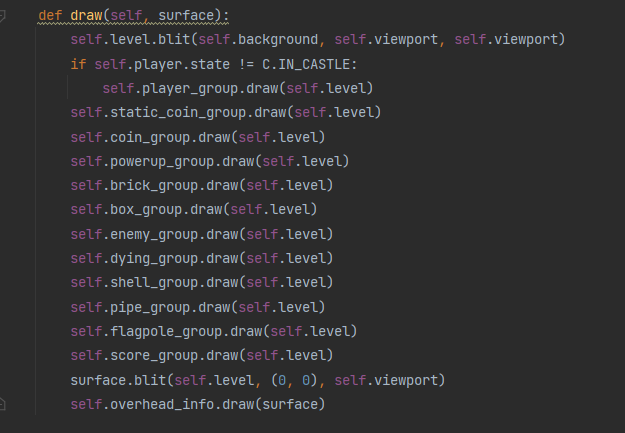 def draw(self, surface):
    self.level.blit(self.background, self.viewport, self.viewport)
    if self.player.state != C.IN_CASTLE:
        self.player_group.draw(self.level)
    self.static_coin_group.draw(self.level)
    self.coin_group.draw(self.level)
    self.powerup_group.draw(self.level)
    self.brick_group.draw(self.level)
    self.box_group.draw(self.level)
    self.enemy_group.draw(self.level)
    self.dying_group.draw(self.level)
    self.shell_group.draw(self.level)
    self.pipe_group.draw(self.level)
    self.flagpole_group.draw(self.level)
    self.score_group.draw(self.level)
    surface.blit(self.level, (0, 0), self.viewport)
    self.overhead_info.draw(surface)